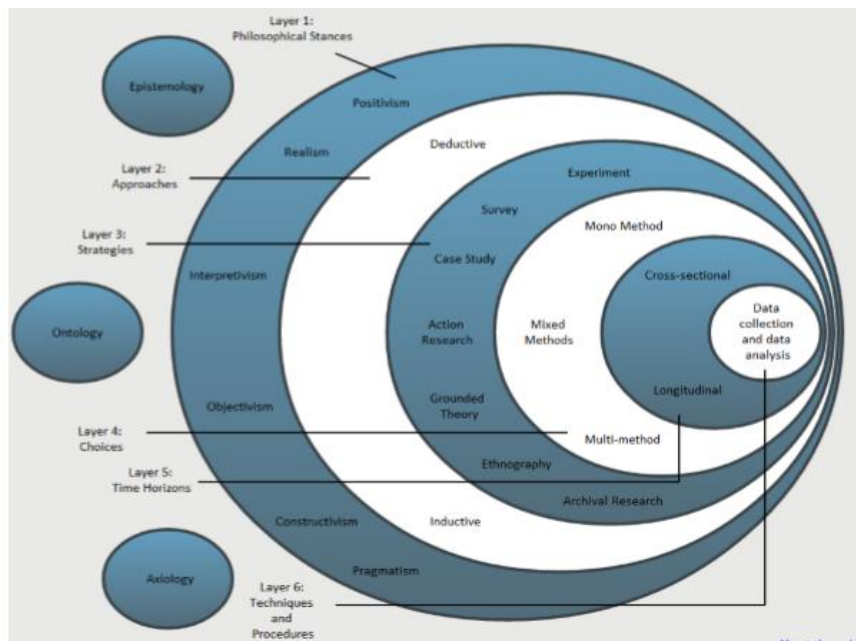 Layer 1:
Philosophical Stances
Epistemology
Positivism
Realism
Deductive
Layer 2:
Approaches
Experiment
Survey
Mono Method
Layer 3:
Strategies
Case Study
Cross-sectional
Interpretivism
Ontology
Action
Research
Mixed
Methods
Data
collection
and data
analysis
Longitudinal
Grounded
Theory
Objectivism
Layer 4:
Choices
Multi-method
Ethnography
Layer 5:
Time Horizons
Archival Research
Constructivism
Inductive
Axiology
Pragmatism
Layer 6:
Techniques
and
Procedures